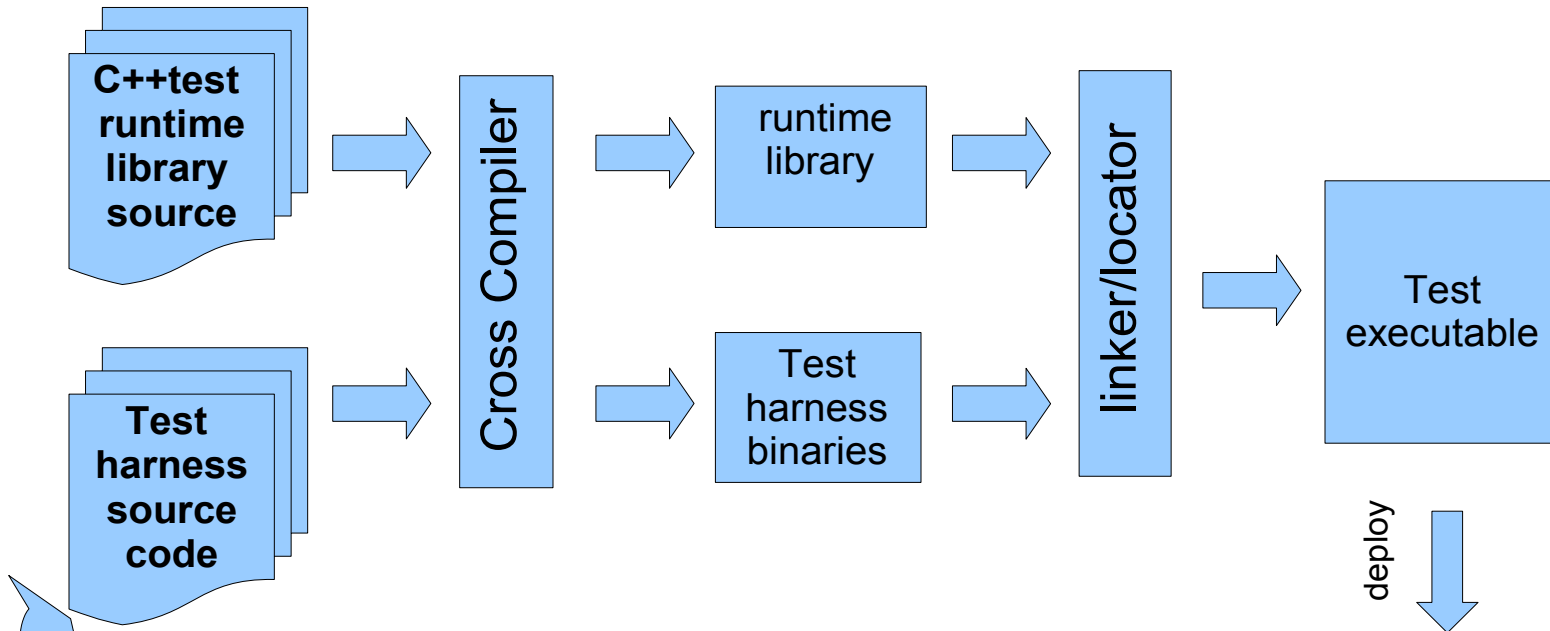 C++test
runtime
library
source
Cross Compiler
runtime
library
linker/locator
Test
executable
Test
harness
source
code
Test
harness
binaries
deploy